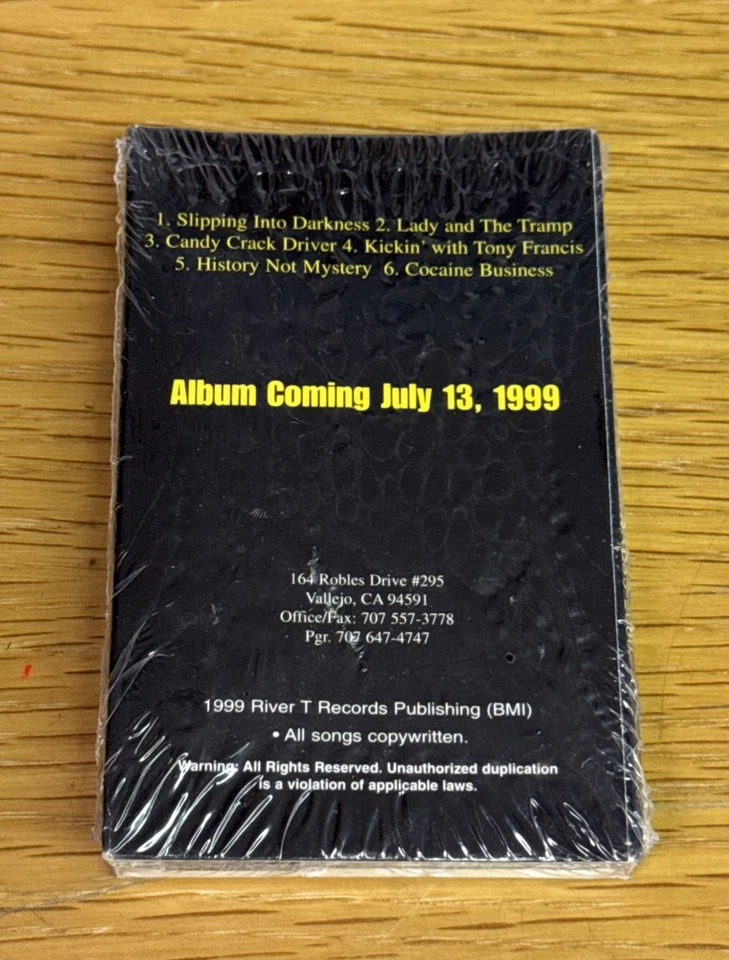 1. Slipping Into Darkness 2. Lady and The Tramp
3. Candy Crack Driver 4. Kickin' with Tony Francis
5. History Not Mystery 6. Cocaine Business
Album Coming July 13, 1999
164 Robles Drive #295
Vallejo, CA 94591
Office/Fax: 707 557-3778
Pgr. 707 647-4747
1999 River T Records Publishing (BMI)
• All songs copywritten.
Warning: All Rights Reserved. Unauthorized duplication
is a violation of applicable laws.